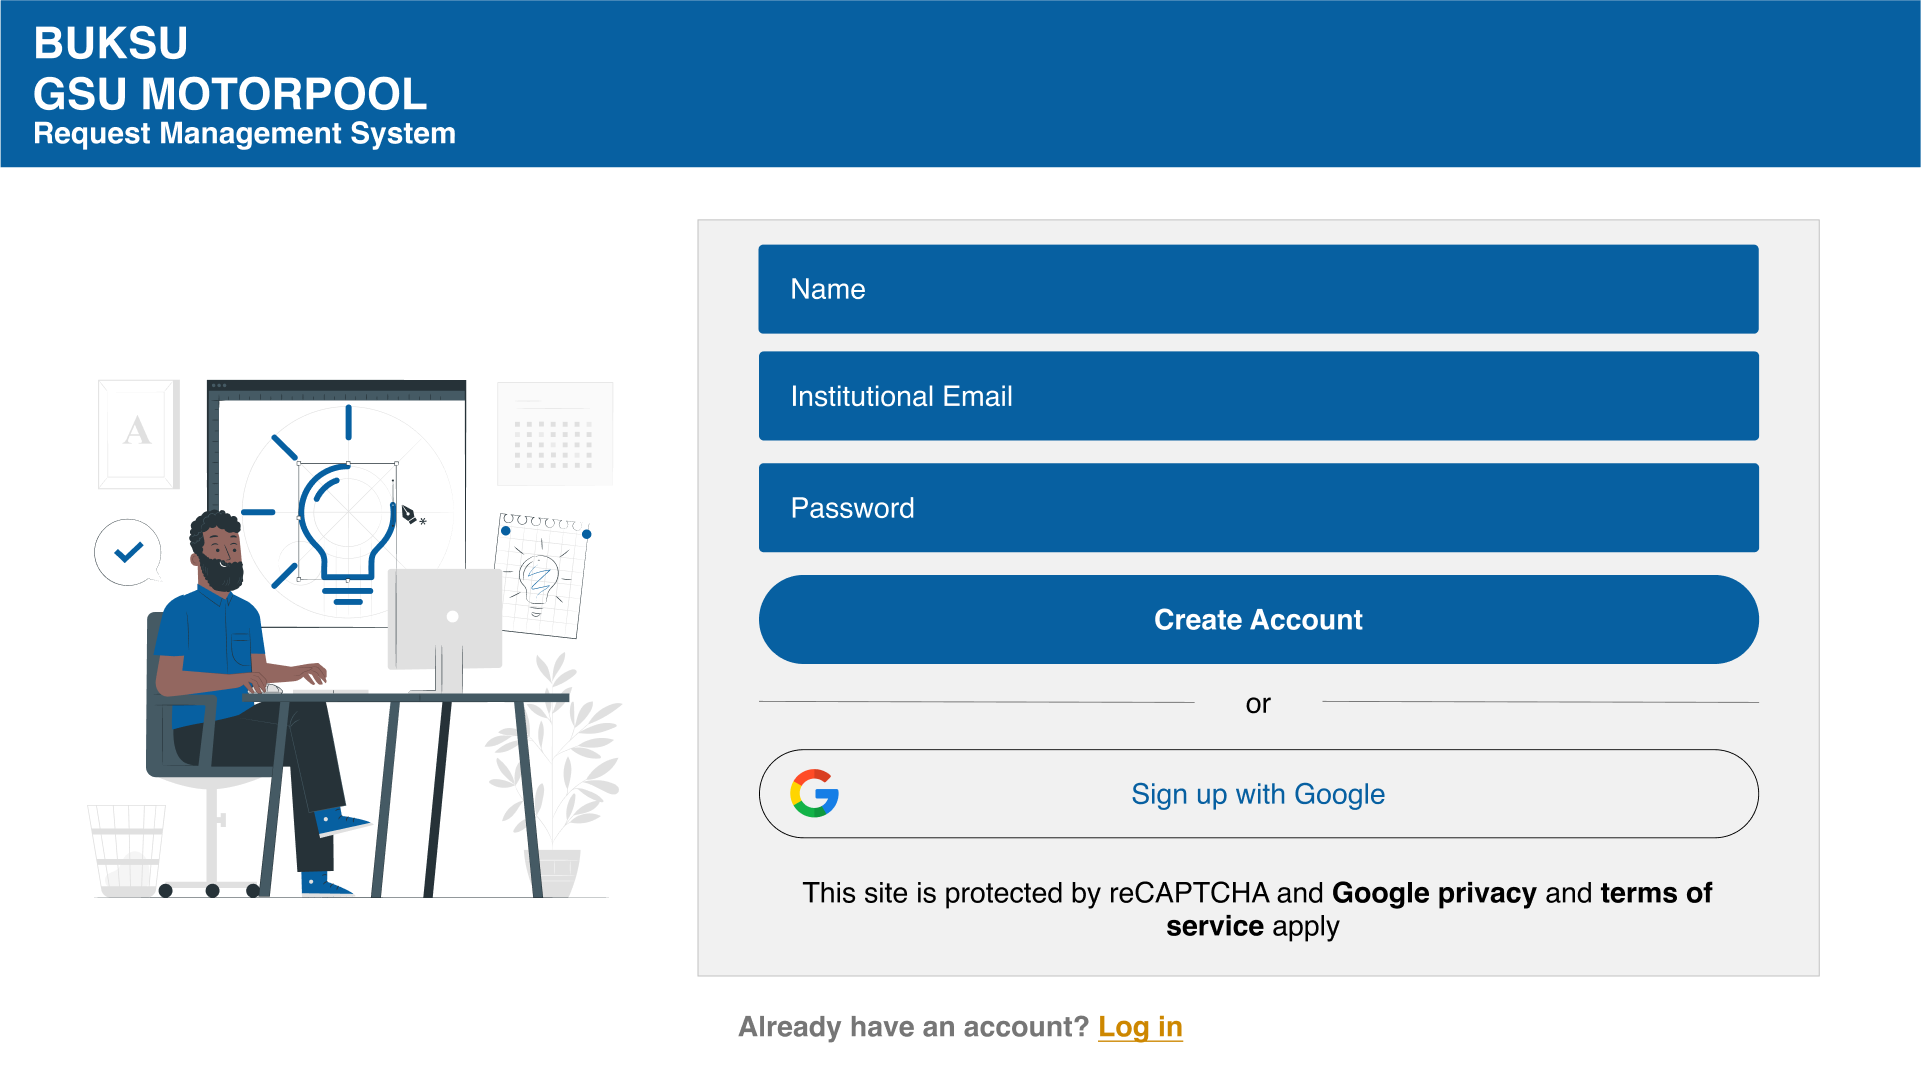 BUKSU
GSU MOTORPOOL
Request Management System
A
Name
Institutional Email
Password
Create Account
or
Sign up with Google
This site is protected by reCAPTCHA and Google privacy and terms of
service apply
Already have an account? Log in